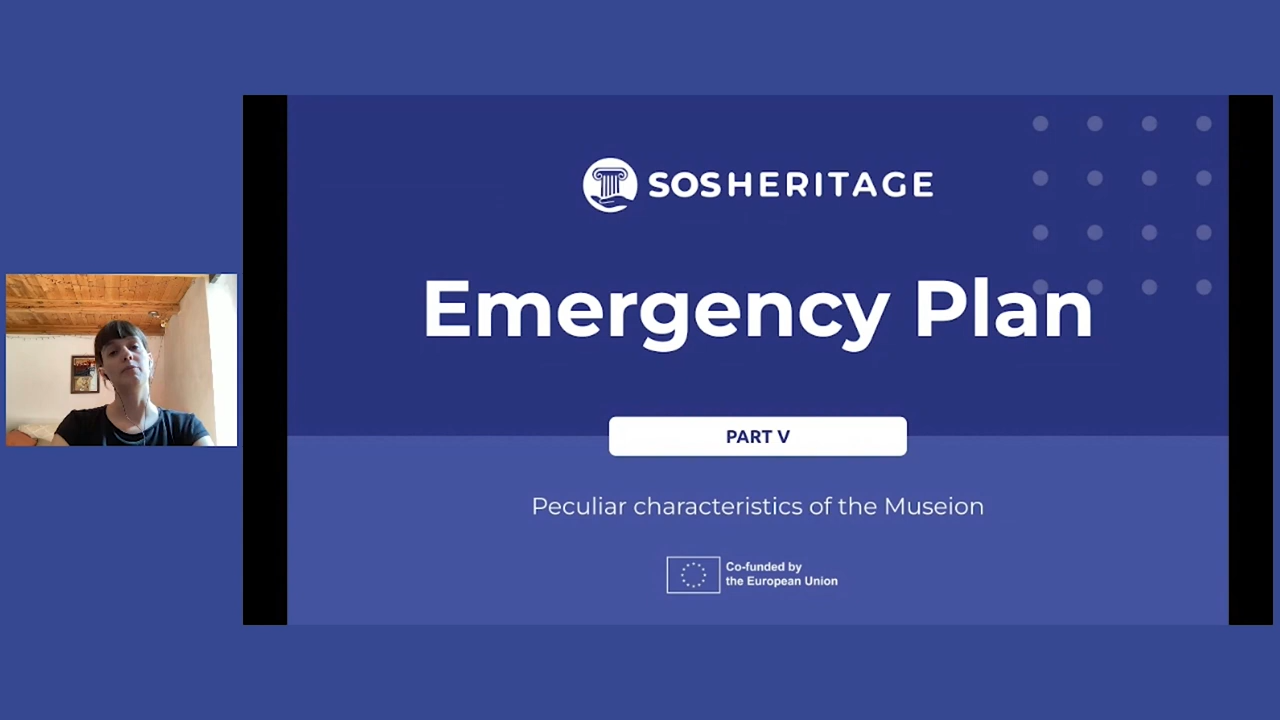 SOSHERITAGE
Emergency Plan
PART V
Peculiar characteristics of the Museion
Co-funded by
the European Union